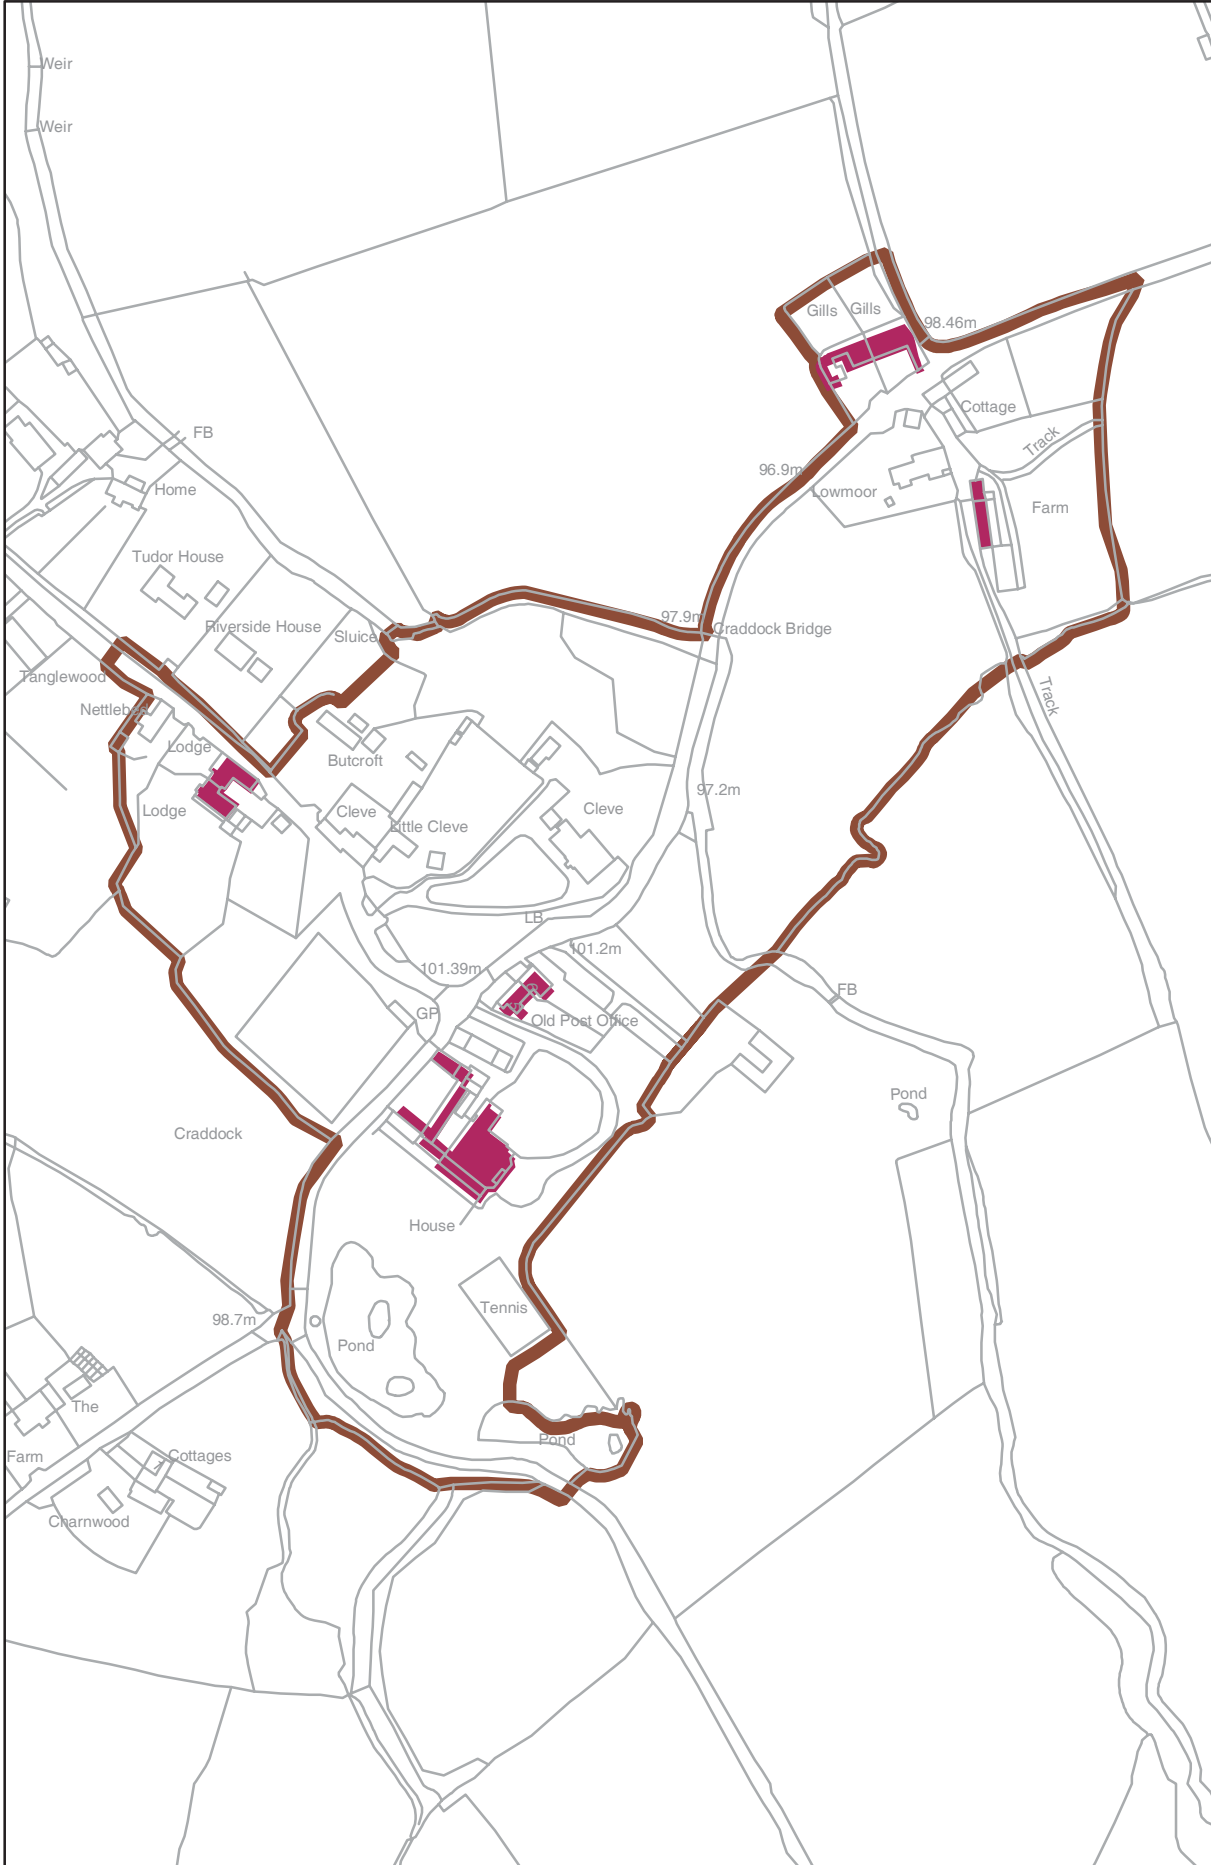 Weir
Weir
Gills
Gills
98.46m
Cottage
FB
Track
96.9m
Home
Lowmoor
Farm
Tudor House
97.9m
Riverside House
Craddock Bridge
Sluice
Tanglewood
Track
Nettlebed
Lodge
Butcroft
97.2m
Lodge
Cleve
Cleve
Little Cleve
LB
101.2m
101.39m
FB
GP
Old Post Office
Pond
Craddock
House
Tennis
98.7m
Pond
The
Pond
Farm
Cottages
Charnwood